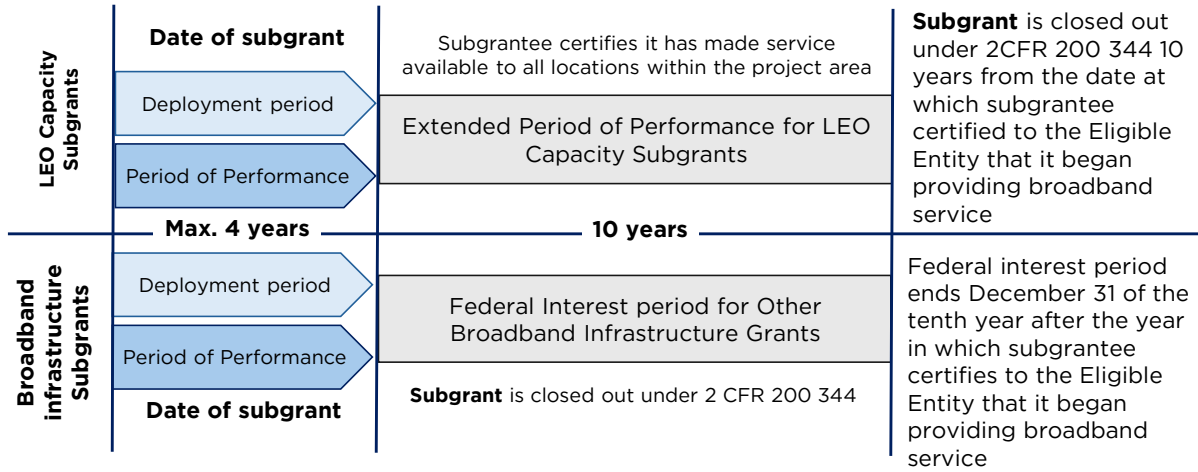 LEO Capacity
Subgrants
Date of subgrant
Deployment period
Period of Performance
Subgrantee certifies it has made service
available to all locations within the project area
Extended Period of Performance for LEO
Capacity Subgrants
Subgrant is closed out
under 2CFR 200 344 10
years from the date at
which subgrantee
certified to the Eligible
Entity that it began
providing broadband
service
Max. 4 years
10 years
Broadband
infrastructure
Subgrants
Deployment period
Period of Performance
Date of subgrant
Federal Interest period for Other
Broadband Infrastructure Grants
Subgrant is closed out under 2 CFR 200 344
Federal interest period
ends December 31 of the
tenth year after the year
in which subgrantee
certifies to the Eligible
Entity that it began
providing broadband
service